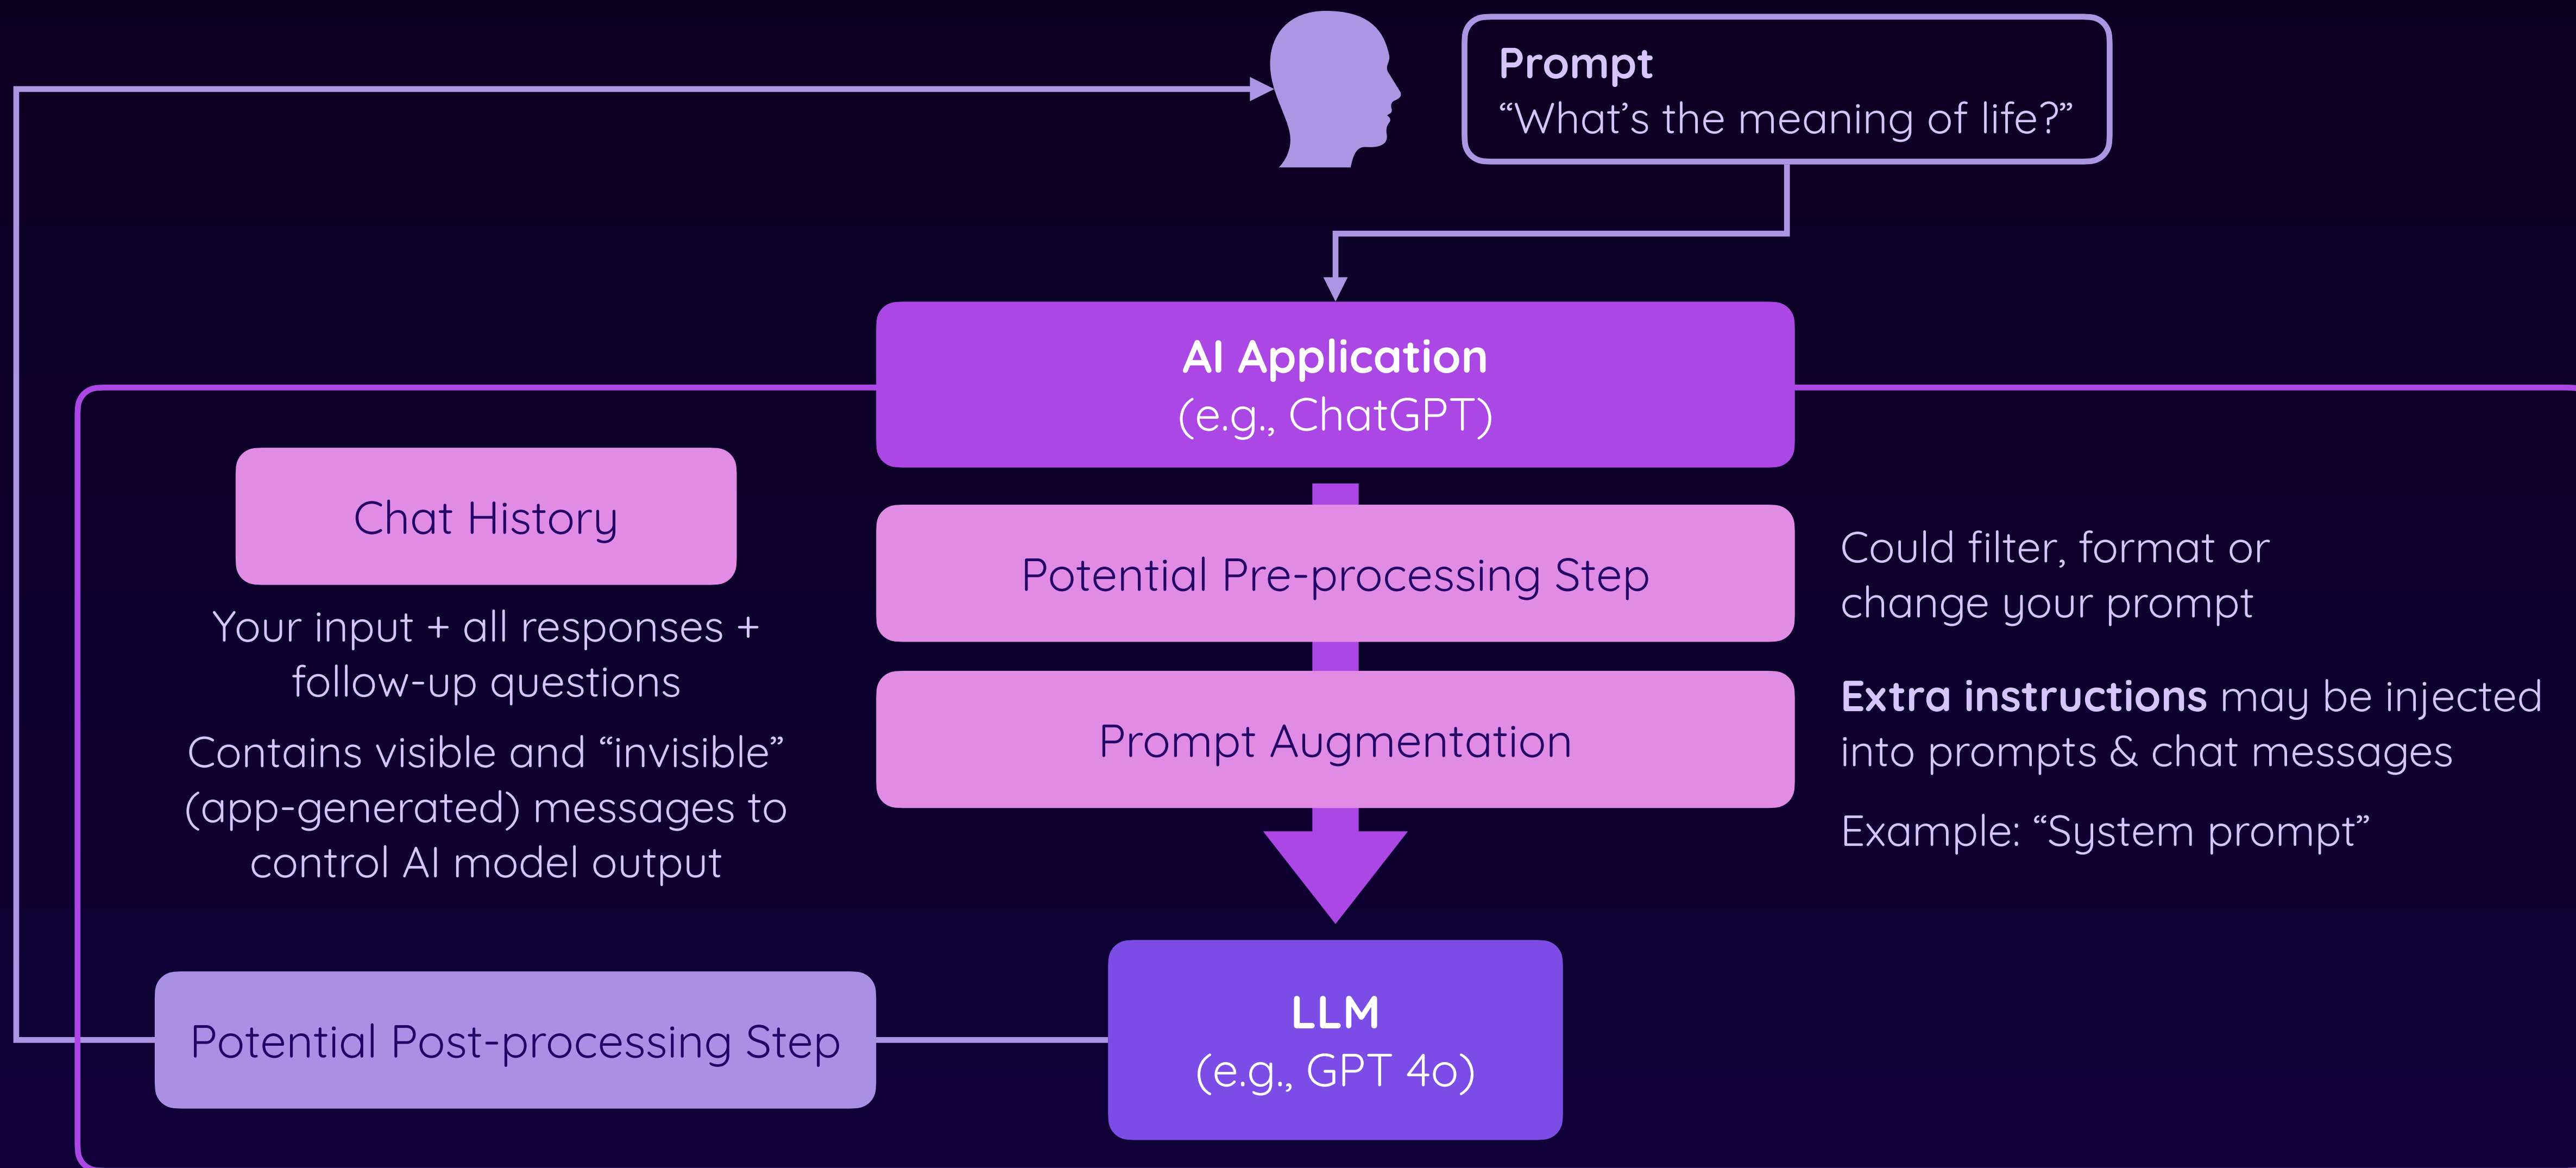 Prompt
“What’s the meaning of life?”
AI Application
(e.g., ChatGPT)
Chat History
Your input + all responses +
follow-up questions
Contains visible and “invisible”
(app-generated) messages to
control AI model output
Potential Pre-processing Step
Could filter, format or
change your prompt
Prompt Augmentation
Extra instructions may be injected
into prompts & chat messages
Example: “System prompt”
LLM
(e.g., GPT 4o)
Potential Post-processing Step